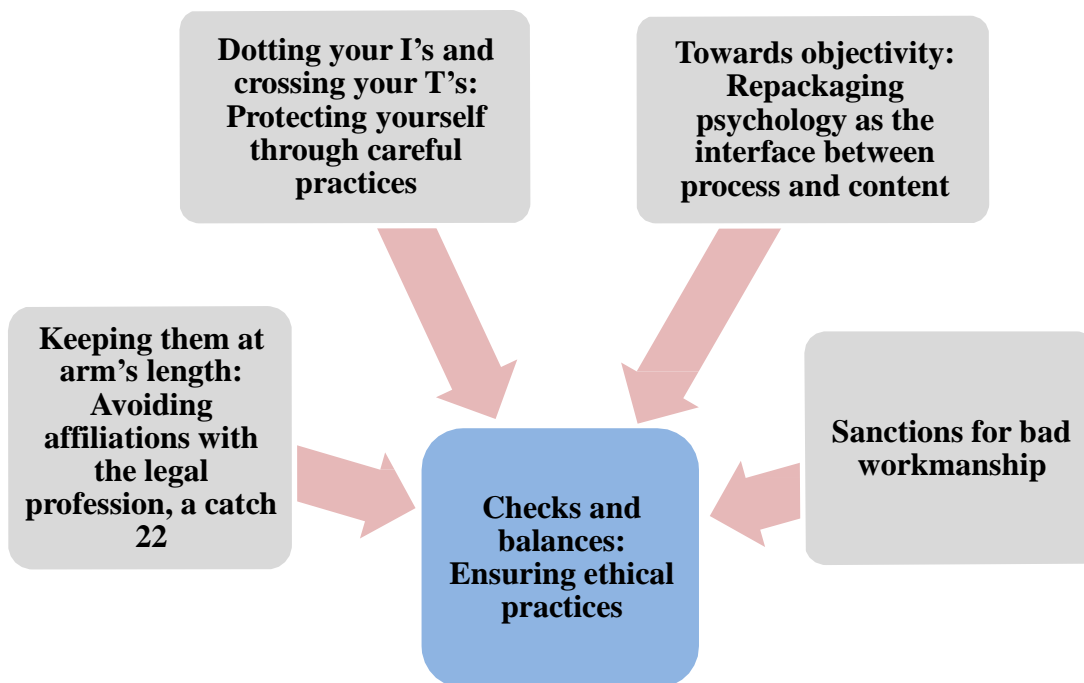 Dotting your I’s and
crossing your T’s:
Protecting yourself
through careful
practices
Towards objectivity:
Repackaging
psychology as the
interface between
process and content
Keeping them at
arm’s length:
Avoiding
affiliations with
the legal
profession, a catch
22
Sanctions for bad
workmanship
Checks and
balances:
Ensuring ethical
practices